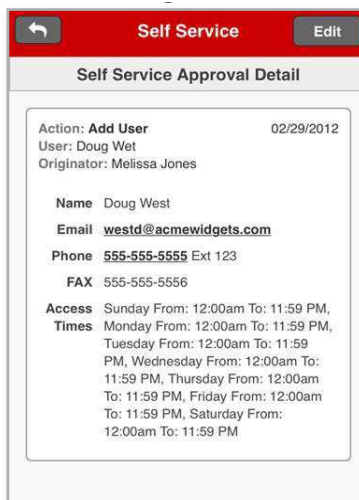 Self Service
Edit
Self Service Approval Detail
Action: Add User 02/29/2012
User: Doug Wet
Originator: Melissa Jones
Name Doug West
Email westd@acmewidgets.com
Phone 555-555-5555 Ext 123
FAX 555-555-5556
Access Sunday From: 12:00am To: 11:59 PM,
Times Monday From: 12:00am To: 11:59 PM,
Tuesday From: 12:00am To: 11:59
PM, Wednesday From: 12:00am To:
11:59 PM, Thursday From: 12:00am
To: 11:59 PM, Friday From: 12:00am
To: 11:59 PM, Saturday From:
12:00am To: 11:59 PM